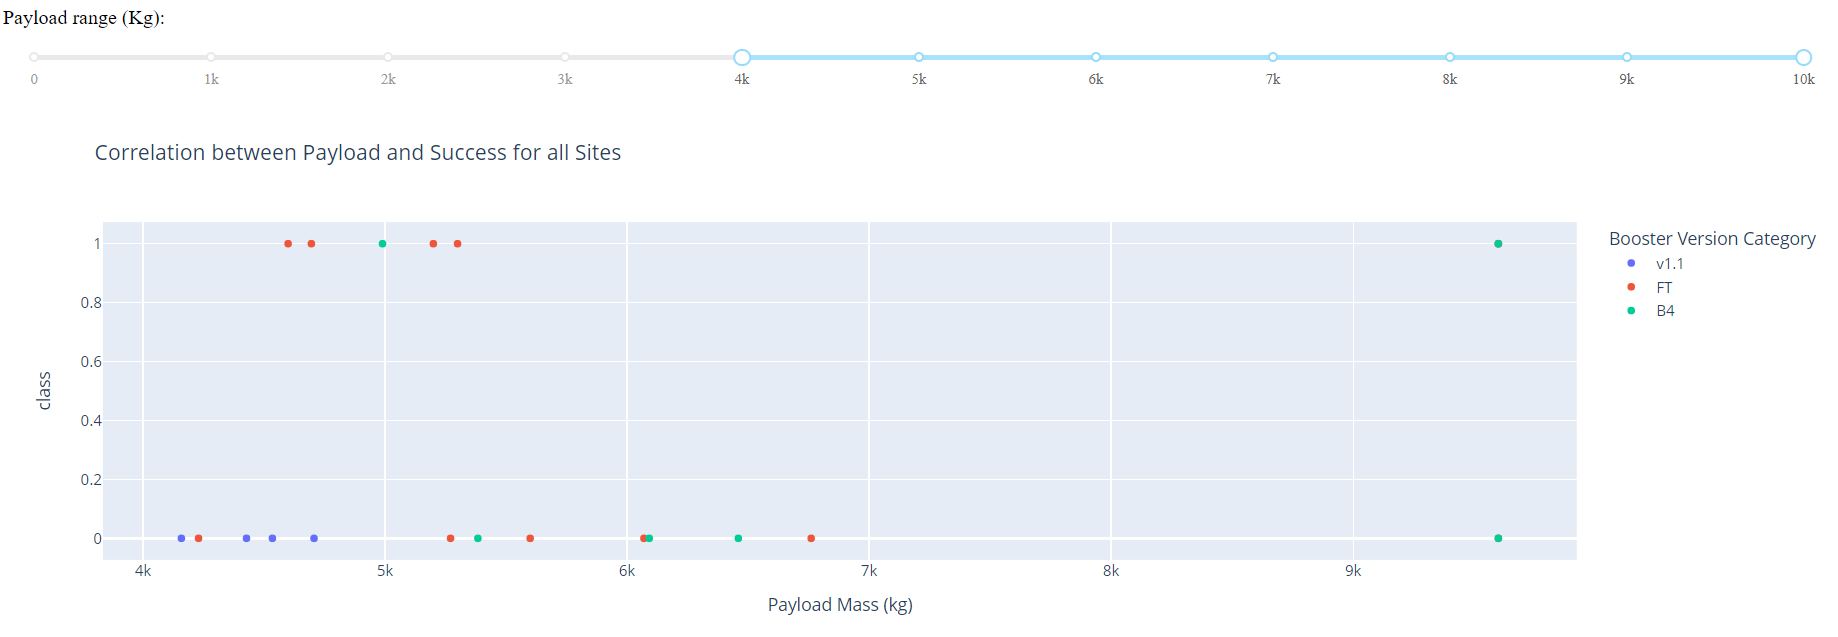 Payload range (Kg):
0 1k 2k 3k 4k 5k 6k 7k 8k 9k 10k
Correlation between Payload and Success for all Sites
Booster Version Category
v1.1
FT
B4
1
0.8
0.6
0.4
0.2
0
class
4k 5k 6k 7k 8k 9k
Payload Mass (kg)